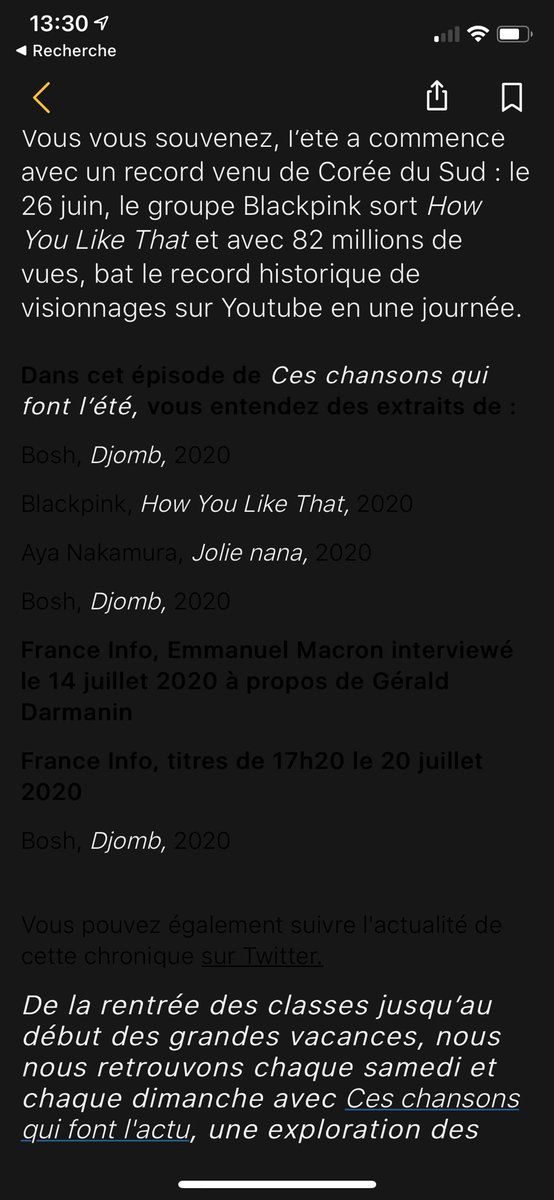 13:30
Recherche
Vous vous souvenez, l'été a commencé
avec un record venu de Corée du Sud : le
26 juin, le groupe Blackpink sort How
You Like That et avec 82 millions de
vues, bat le record historique de
visionnages sur Youtube en une journée.
Dans cet épisode de Ces chansons qui
font l'été, vous entendez des extraits de :
Bosh, Djomb, 2020
Blackpink, How You Like That, 2020
Aya Nakamura, Jolie nana, 2020
Bosh, Djomb, 2020
France Info, Emmanuel Macron interviewé
le 14 juillet 2020 à propos de Gérald
Darmanin
France Info, titres de 17h20 le 20 juillet
2020
Bosh, Djomb, 2020
Vous pouvez également suivre l'actualité de
cette chronique sur Twitter.
De la rentrée des classes jusqu'au
début des grandes vacances, nous
nous retrouvons chaque samedi et
chaque dimanche avec Ces chansons
qui font l'actu, une exploration des